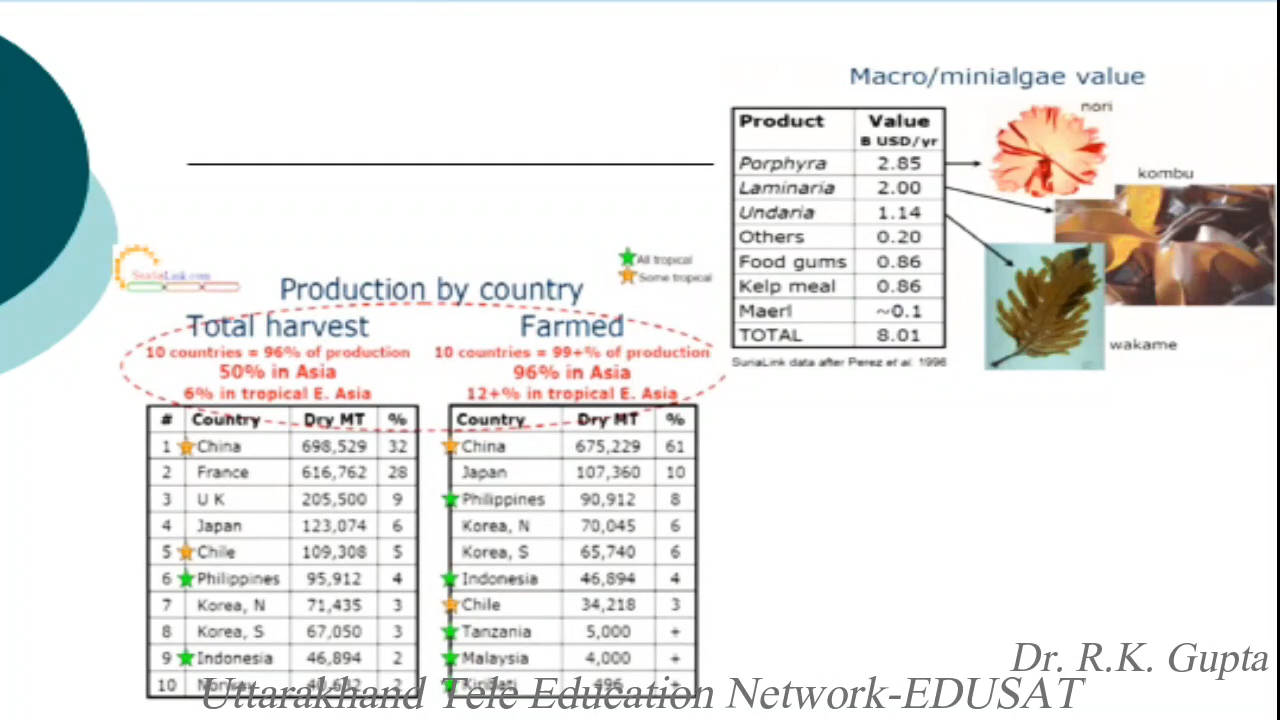 Macro/minialgae value
Product Value
B USD/yr
Porphyra 2.85
Laminaria 2.00
Undaria 1.14
Others 0.20
Food gums 0.86
Kelp meal 0.86
Maerl ~0.1
TOTAL 8.01
SuriaLink data after Perez et al. 1996
nori
kombu
wakame
SuriaLink.com
All tropical
Some tropical
Production by country
Total harvest
10 countries = 96% of production
50% in Asia
6% in tropical E. Asia
Farmed
10 countries = 99+% of production
96% in Asia
12+% in tropical E. Asia
# Country Dry MT %
1 China 698,529 32
2 France 616,762 28
3 U K 205,500 9
4 Japan 123,074 6
5 Chile 109,308 5
6 Philippines 95,912 4
7 Korea, N 71,435 3
8 Korea, S 67,050 3
9 Indonesia 46,894 2
10 Norway 2
Country Dry MT %
China 675,229 61
Japan 107,360 10
Philippines 90,912 8
Korea, N 70,045 6
Korea, S 65,740 6
Indonesia 46,894 4
Chile 34,218 3
Tanzania 5,000 +
Malaysia 4,000 +
Kiribati 496 +
Dr. R.K. Gupta
Uttarakhand Tele Education Network-EDUSAT